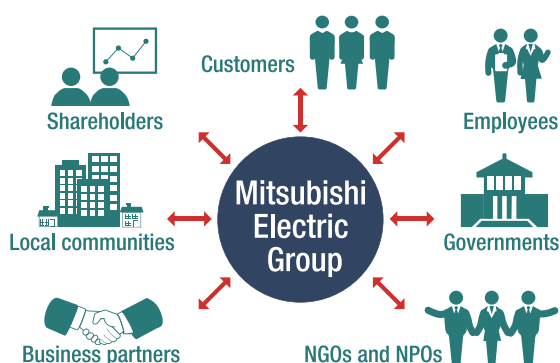 Customers
Shareholders
Employees
Mitsubishi
Electric
Group
Local communities
Governments
Business partners
NGOs and NPOs